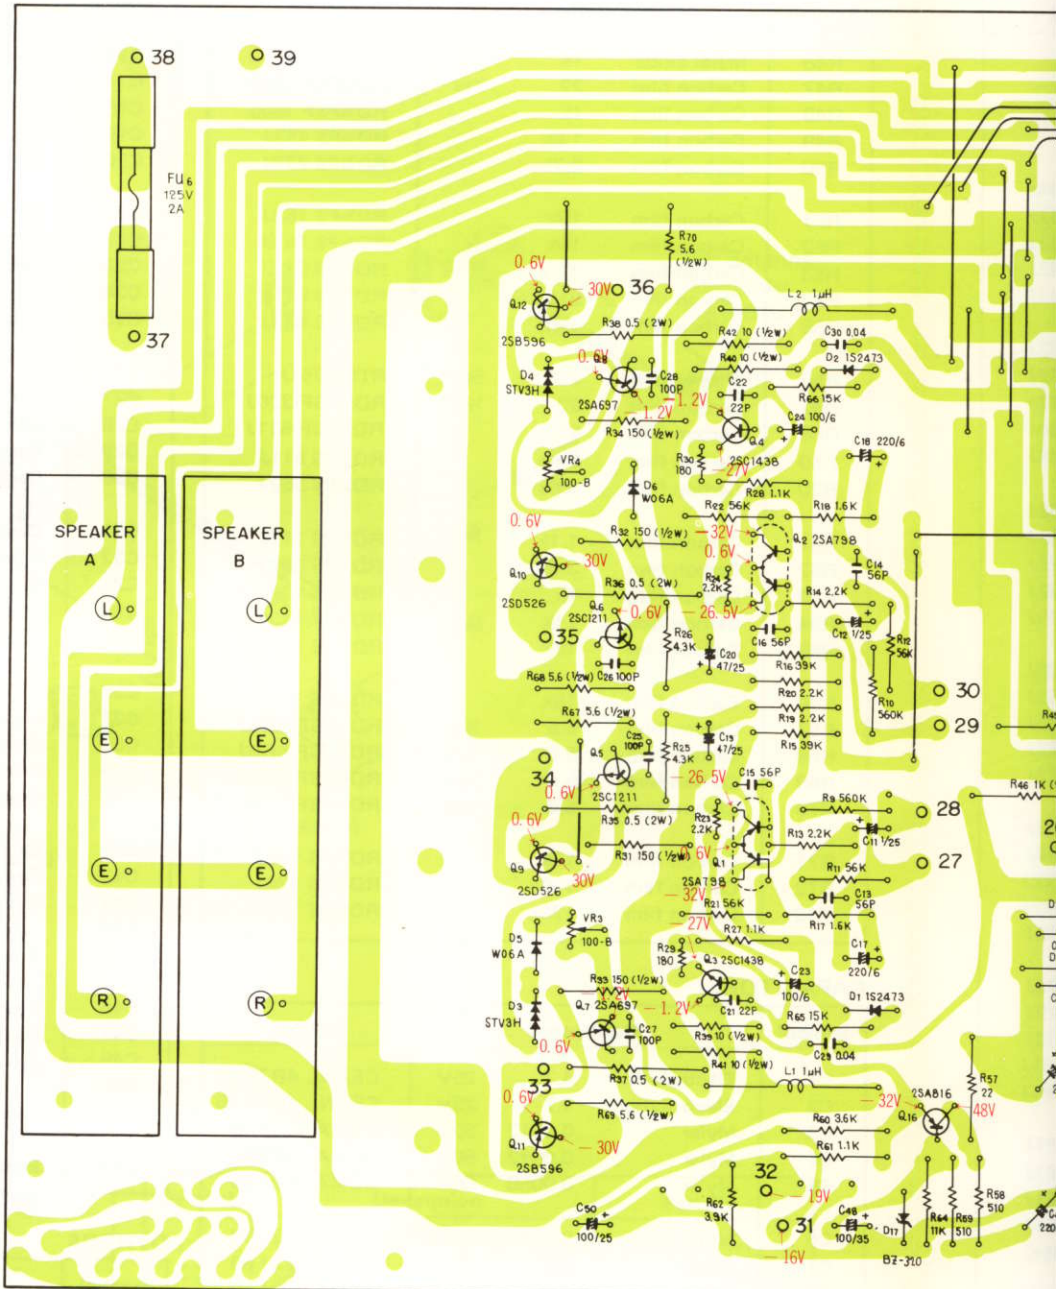 38
39
FU6
125V
2A
37
R70
5.6
(1/2W)
0.6V
30V
36
L2 1μH
Q12
2SB596
R38 0.5 (2W)
R42 10 (1/2W)
C30 0.04
0.6V
Q8
R40 10 (1/2W)
D2 1S2473
D4
STV3H
C28
100P
C22
22P
R66 15K
2SA697
-1.2V
-1.2V
C24 100/6
R34 150 (1/2W)
Q4
2SC1438
C18 220/6
VR4
100-B
R30
180
-27V
D6
W06A
R28 1.1K
SPEAKER
A
SPEAKER
B
0.6V
R22 56K
R18 1.6K
R32 150 (1/2W)
-32V
Q2 2SA798
0.6V
30V
Q10
2SD526
C14
56P
R24
2.2K
R36 0.5 (2W)
R14 2.2K
L
L
Q6
2SC1211
0.6V
-26.5V
C12 1/25
R12
56K
35
R26
4.3K
C16 56P
C20
47/25
R16 39K
R68 5.6 (1/2W)
C26 100P
R20 2.2K
R10
560K
30
R67 5.6 (1/2W)
R19 2.2K
29
E
E
C25
100P
R25
4.3K
C19
47/25
R15 39K
34
Q5
-26.5V
C15 56P
0.6V
2SC1211
R46 1K
R9 560K
28
R35 0.5 (2W)
R23
2.2K
R13 2.2K
C11 1/25
0.6V
R31 150 (1/2W)
0.6V
Q1
27
Q9
2SD526
30V
2SA798
R11 56K
E
E
-32V
C13
56P
R21 56K
R17 1.6K
-27V
VR3
100-B
R27 1.1K
D5
W06A
R29
180
Q3 2SC1438
C17
220/6
R33 150 (1/2W)
C23
100/6
R
R
D3
STV3H
-1.2V
Q7 2SA697
-1.2V
C21 22P
D1 1S2473
C27
100P
R65 15K
0.6V
R39 10 (1/2W)
C29 0.04
R41 10 (1/2W)
33
R37 0.5 (2W)
L1 1μH
R57
22
0.6V
R69 5.6 (1/2W)
-32V
2SA816
-48V
Q16
R60 3.6K
Q11
2SB596
-30V
R61 1.1K
32
-19V
R62
3.9K
R64
11K
R59
510
R58
510
C50
100/25
31
C48
100/35
D17
BZ-310
-16V